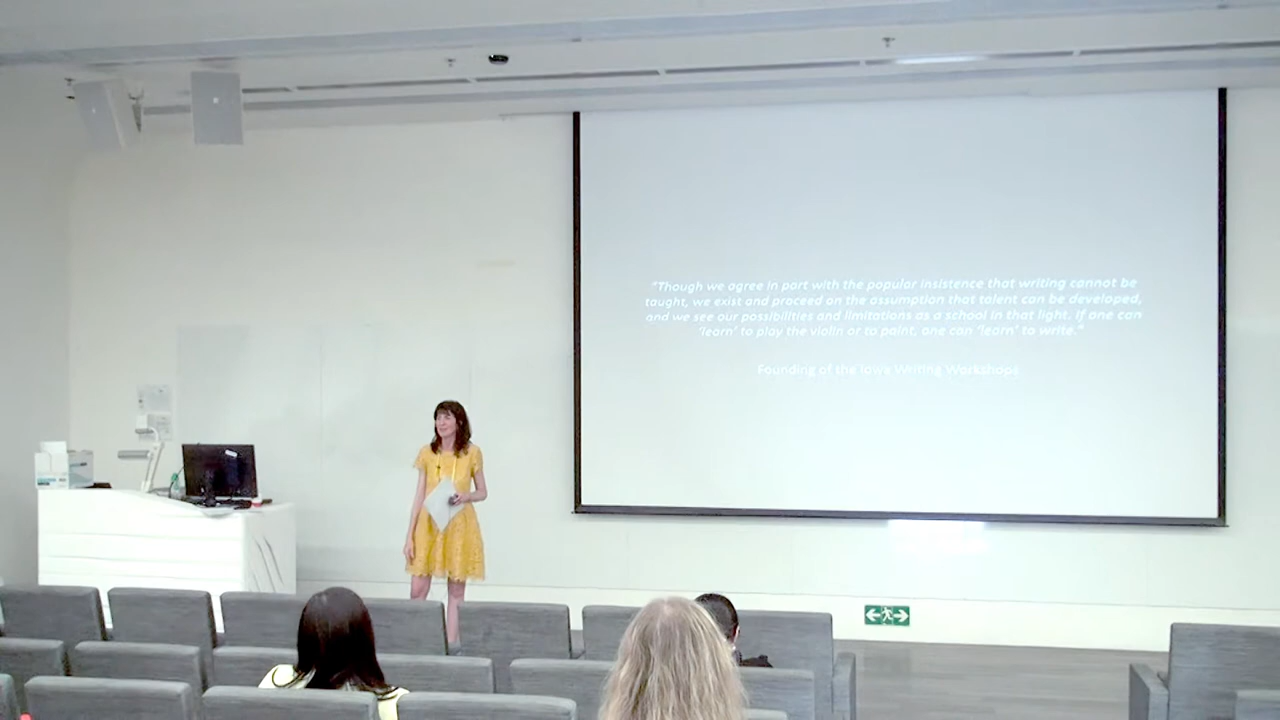 "Though we agree in part with the popular insistence that writing cannot be
taught, we exist and proceed on the assumption that talent can be developed,
and we see our possibilities and limitations as a school in that light. If one can
'learn' to play the violin or to paint, one can 'learn' to write."
Founding of the Iowa Writing Workshops